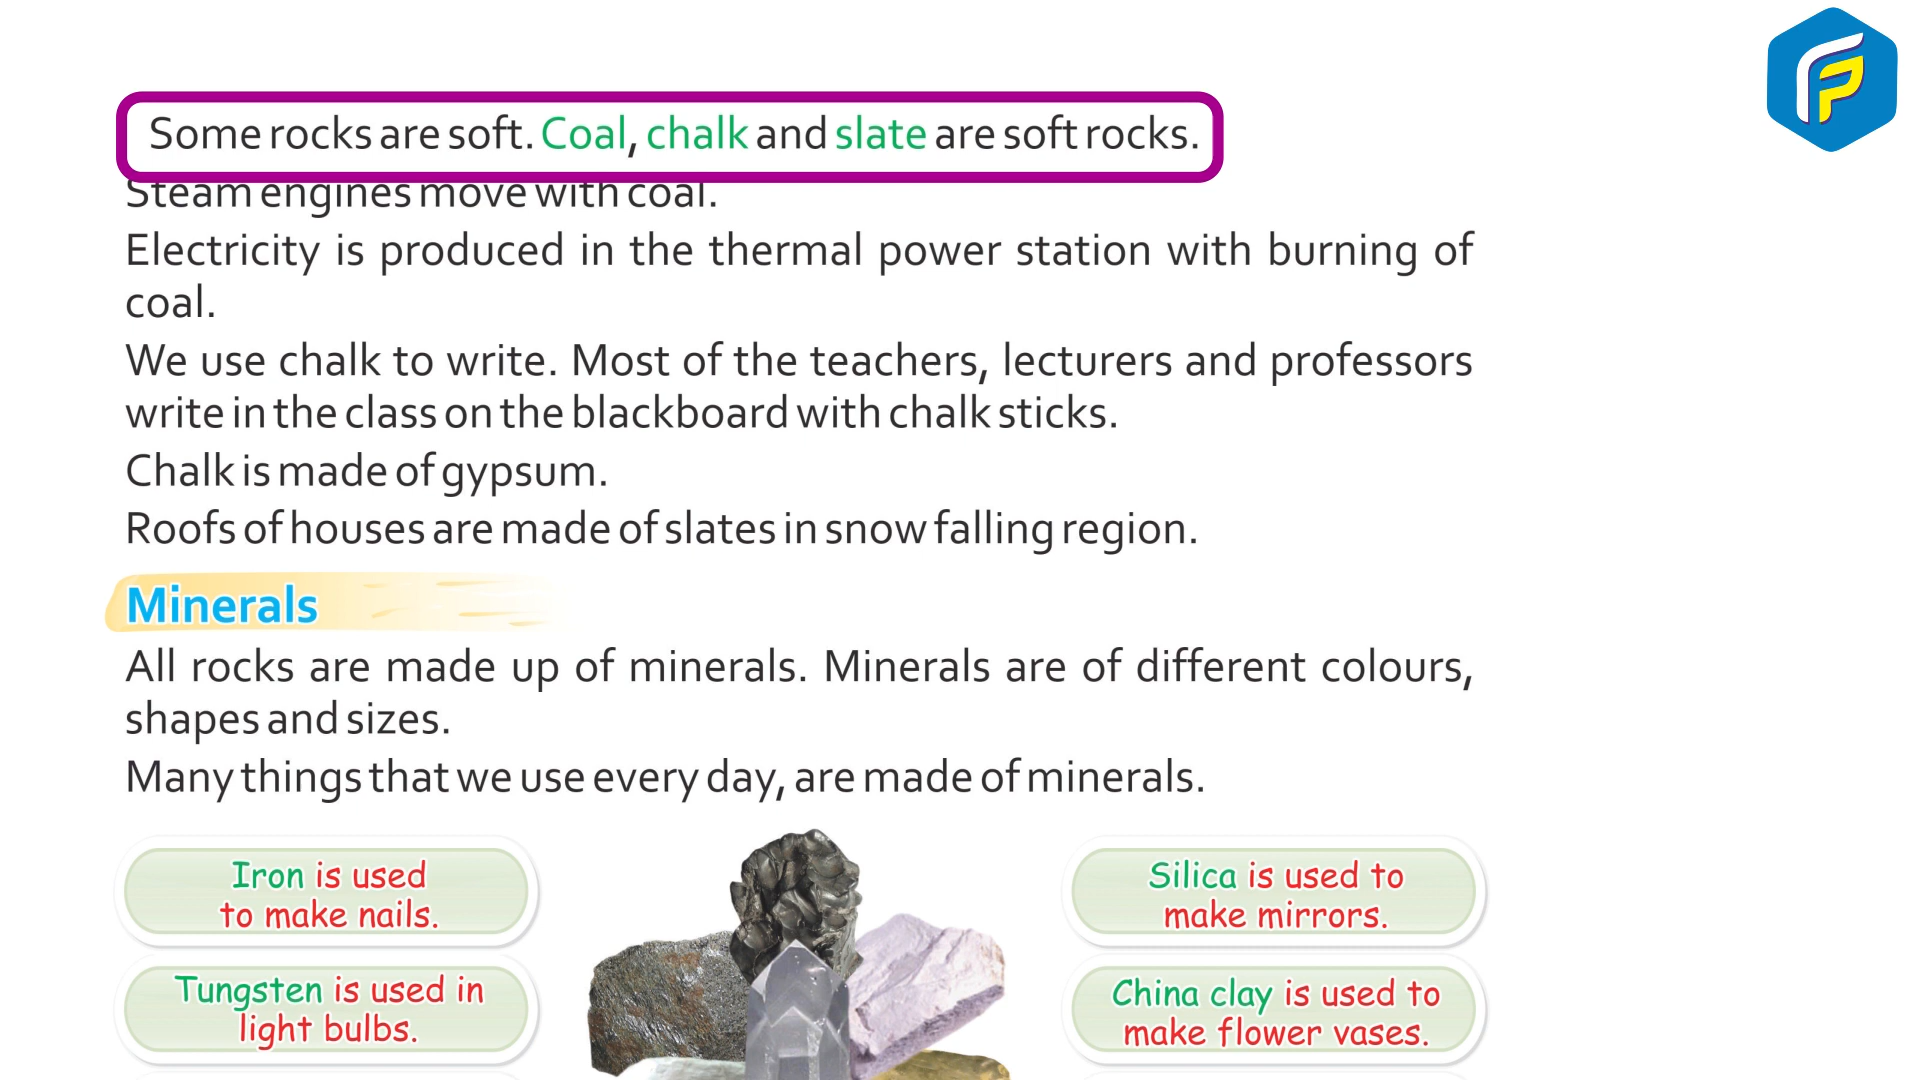 Some rocks are soft. Coal, chalk and slate are soft rocks.
Steam engines move with coal.
Electricity is produced in the thermal power station with burning of
coal.
We use chalk to write. Most of the teachers, lecturers and professors
write in the class on the blackboard with chalk sticks.
Chalk is made of gypsum.
Roofs of houses are made of slates in snow falling region.
Minerals
All rocks are made up of minerals. Minerals are of different colours,
shapes and sizes.
Many things that we use every day, are made of minerals.
Iron is used
to make nails.
Silica is used to
make mirrors.
Tungsten is used in
light bulbs.
China clay is used to
make flower vases.